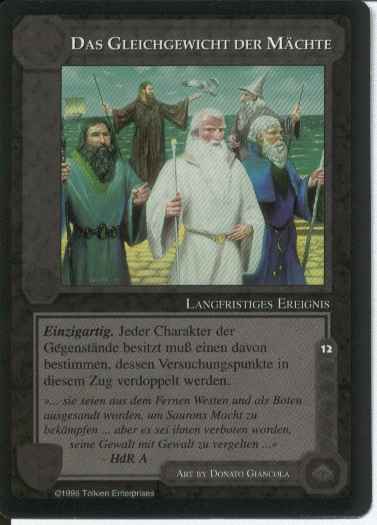 DAS GLEICHGEWICHT DER MÄCHTE
LANGFRISTIGES EREIGNIS
Einzigartig. Jeder Charakter der
Gegenstände besitzt muß einen davon
bestimmen, dessen Versuchungspunkte in
diesem Zug verdoppelt werden.
12
»... sie seien aus dem Fernen Westen und als Boten
ausgesandt worden, um Saurons Macht zu
bekämpfen ... aber es sei ihnen verboten worden,
seine Gewalt mit Gewalt zu vergelten ...«
- HdR A
ART BY DONATO GIANCOLA
©1996 Tolkien Enterprises